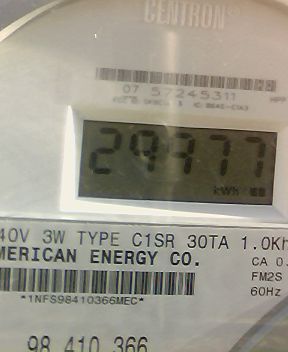 CENTRON®
07 57245311
29977
kWh
40V 3W TYPE C1SR 30TA 1.0Kh
MERICAN ENERGY CO.
CA 0.
FM2S
60Hz
*1NFS98410366MEC*
98 410 366